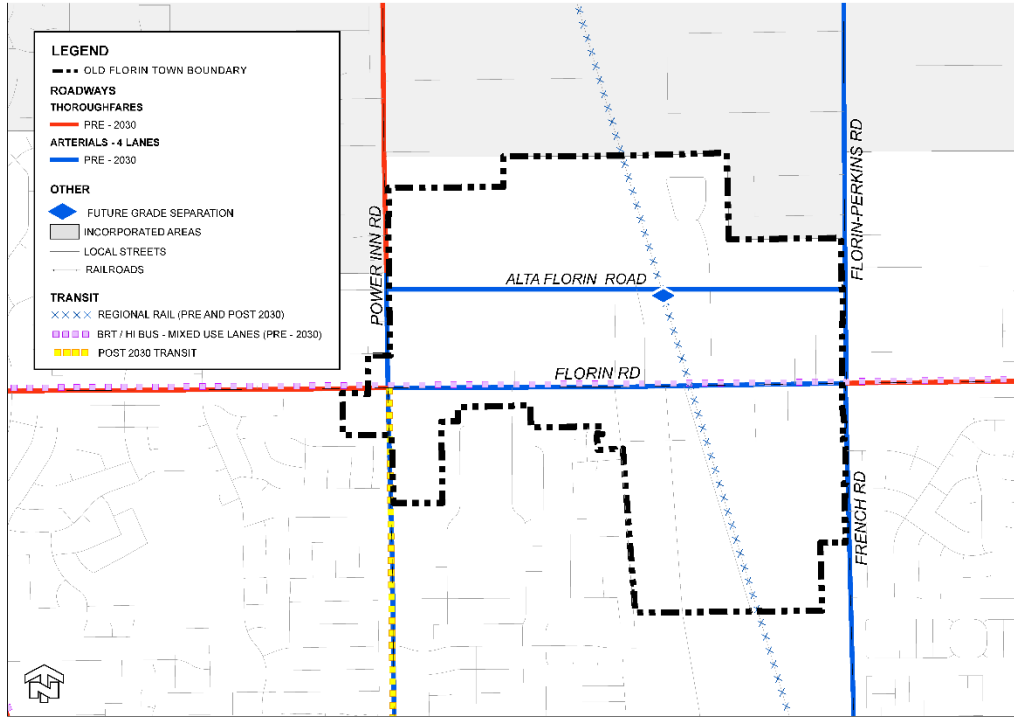 LEGEND
OLD FLORIN TOWN BOUNDARY
ROADWAYS
THOROUGHFARES
PRE - 2030
ARTERIALS - 4 LANES
PRE - 2030
OTHER
FUTURE GRADE SEPARATION
INCORPORATED AREAS
LOCAL STREETS
RAILROADS
TRANSIT
REGIONAL RAIL (PRE AND POST 2030)
BRT / HI BUS - MIXED USE LANES (PRE - 2030)
POST 2030 TRANSIT
POWER INN RD
FLORIN-PERKINS RD
ALTA FLORIN ROAD
FLORIN RD
FRENCH RD
N